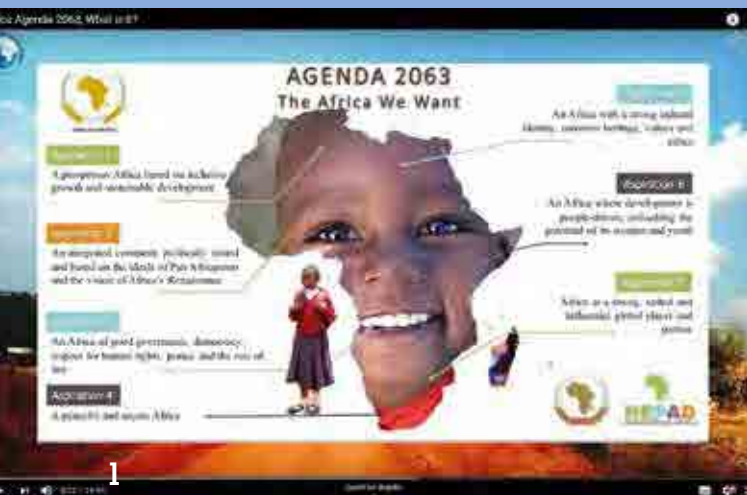 Agenda 2063, What is it?
AGENDA 2063
The Africa We Want
Aspiration 1
A prosperous Africa based on inclusive
growth and sustainable development
An integrated continent, politically united
and based on the ideals of Pan Africanism
and the vision of Africa's Renaissance
An Africa of good governance, democracy,
respect for human rights, justice and the rule of
law
Aspiration 4
A peaceful and secure Africa
An Africa with a strong cultural
identity, common heritage, values and
ethics
Aspiration 6
An Africa where development is
people-driven, unleashing the
potential of its women and youth
Africa as a strong, united and
influential global player and
partner
NEPAD
1